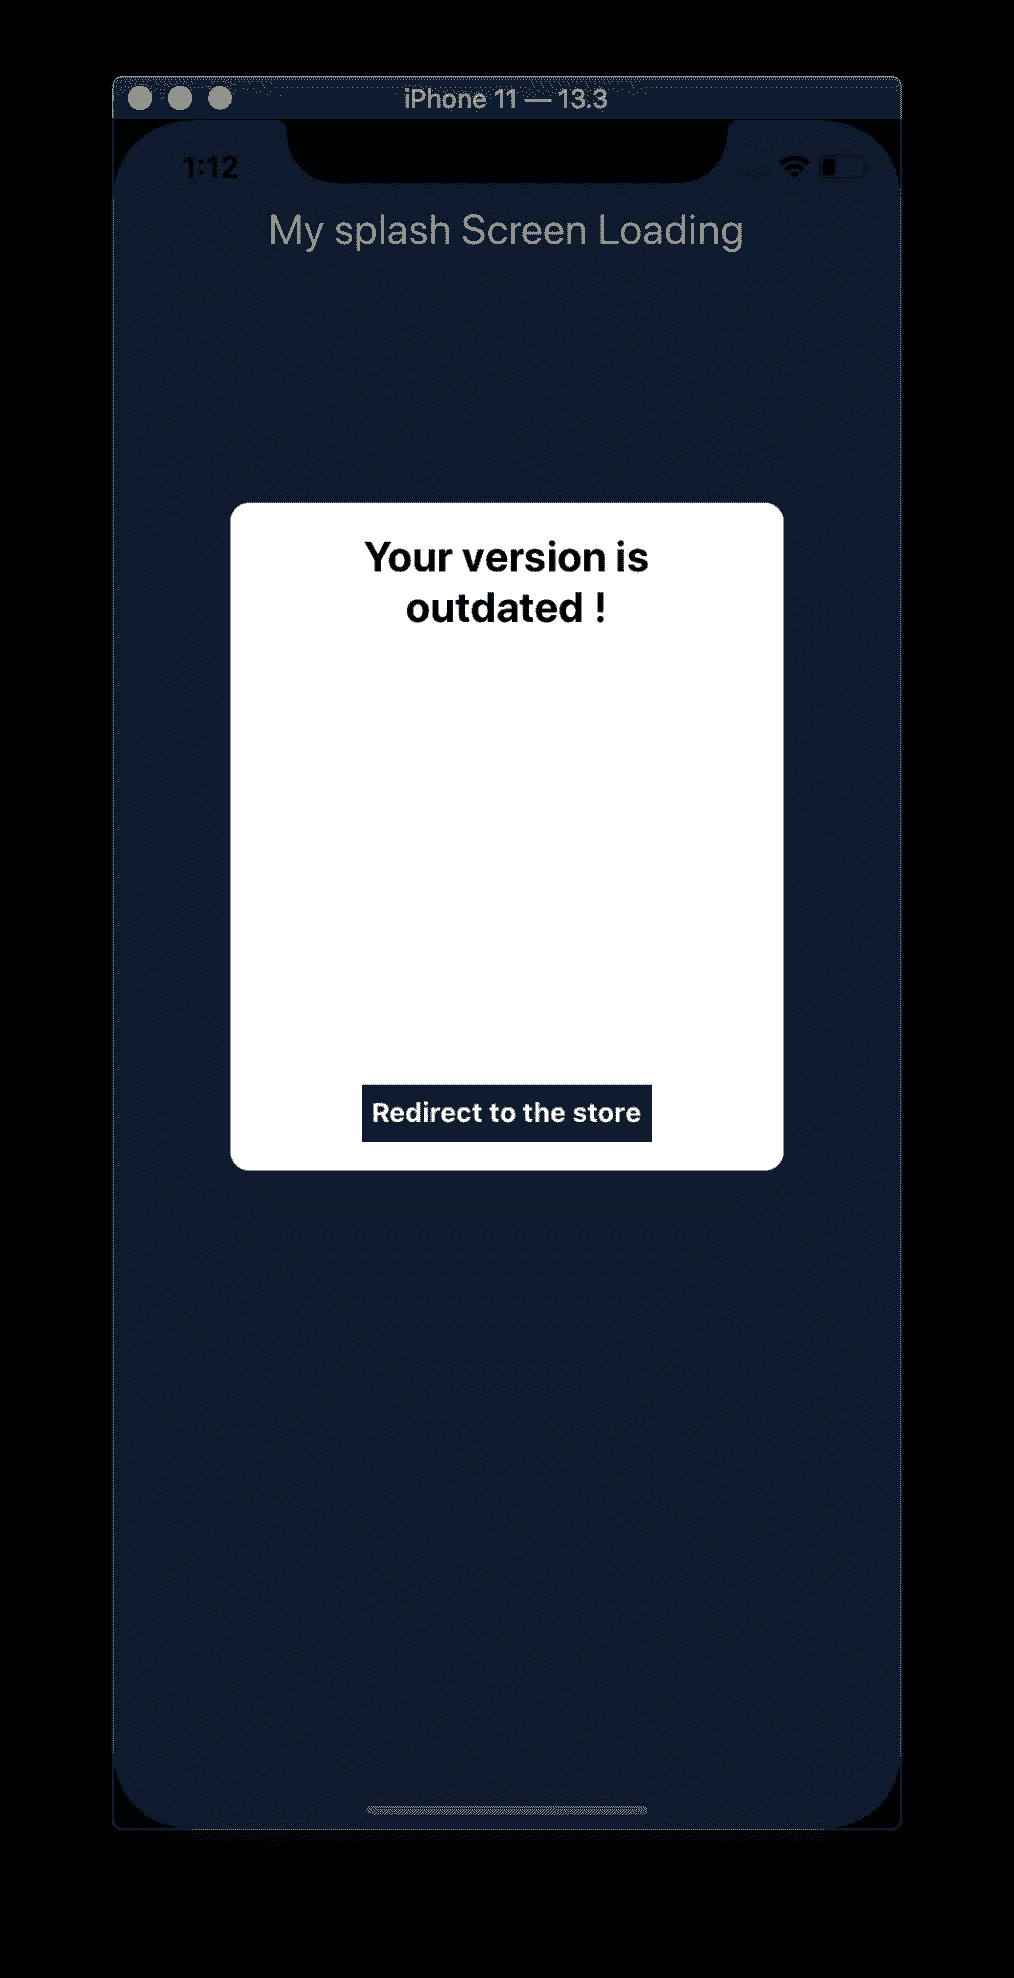 iPhone 11 — 13.3
1:12
My splash Screen Loading
Your version is
outdated !
Redirect to the store